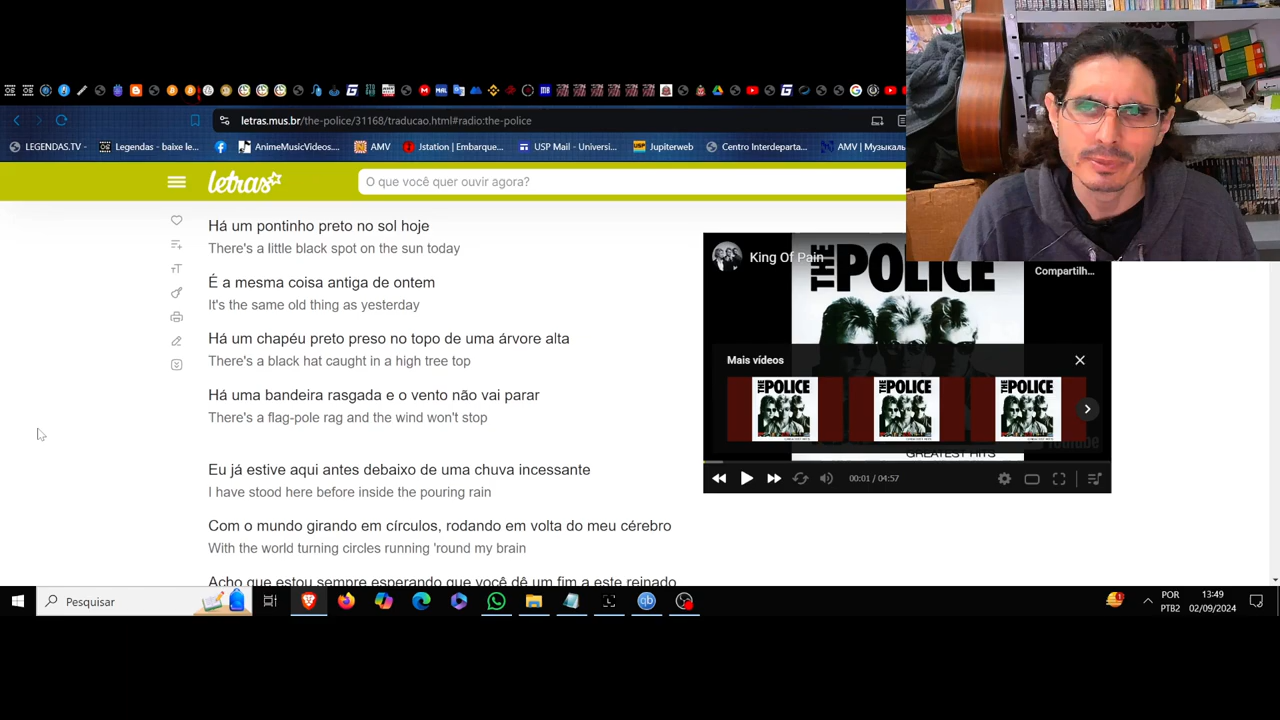 letras.mus.br/the-police/31168/traducao.html#radio:the-police
LEGENDAS.TV
Legendas - baixe le...
AnimeMusicVideos...
AMV
Jstation | Embarque...
USP Mail - Universi...
Jupiterweb
Centro Interdeparta...
AMV | Музыкаль
letras
O que você quer ouvir agora?
Há um pontinho preto no sol hoje
There's a little black spot on the sun today
É a mesma coisa antiga de ontem
It's the same old thing as yesterday
Há um chapéu preto preso no topo de uma árvore alta
There's a black hat caught in a high tree top
Há uma bandeira rasgada e o vento não vai parar
There's a flag-pole rag and the wind won't stop
Eu já estive aqui antes debaixo de uma chuva incessante
I have stood here before inside the pouring rain
Com o mundo girando em círculos, rodando em volta do meu cérebro
With the world turning circles running 'round my brain
Acho que estou sempre esperando que você dê um fim a este reinado
King Of Pain
THE POLICE
Compartilh...
Mais vídeos
THE POLICE
THE POLICE
THE POLICE
GREATEST HITS
00:01 / 04:57
Pesquisar
POR
PTB2
13:49
02/09/2024